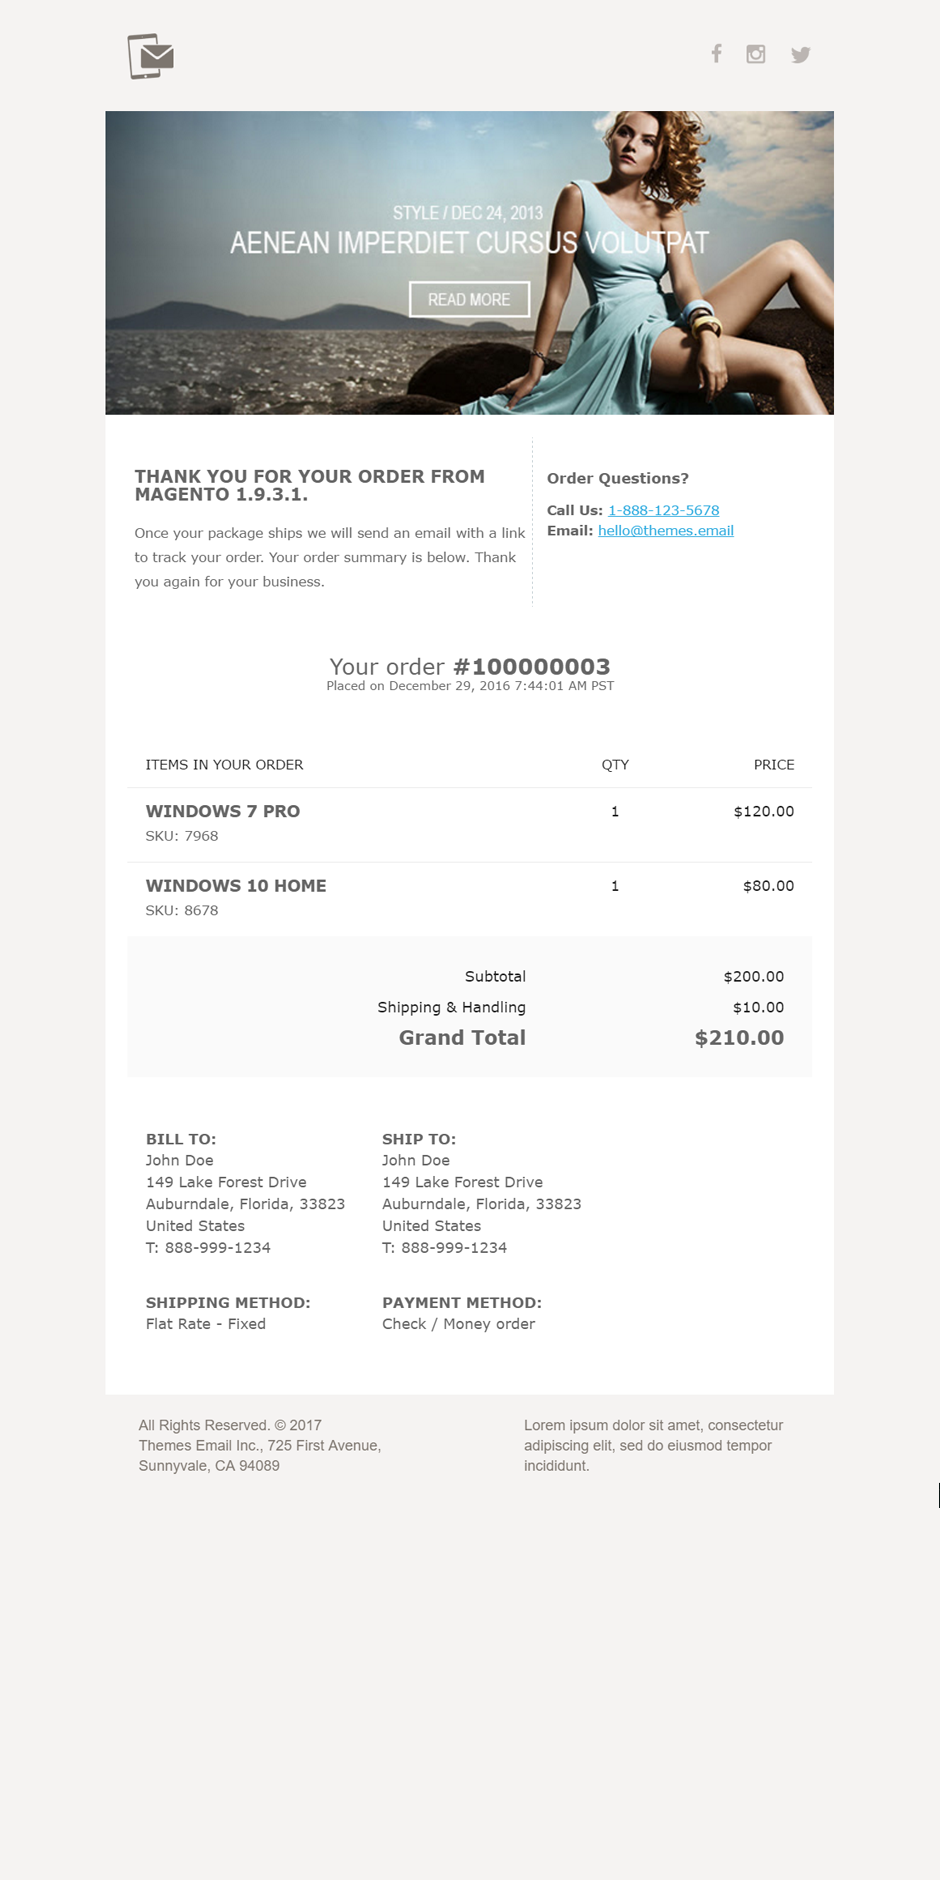 STYLE / DEC 24, 2013
AENEAN IMPERDIET CURSUS VOLUTPAT
READ MORE
THANK YOU FOR YOUR ORDER FROM
MAGENTO 1.9.3.1.
Once your package ships we will send an email with a link
to track your order. Your order summary is below. Thank
you again for your business.
Order Questions?
Call Us: 1-888-123-5678
Email: hello@themes.email
Your order #100000003
Placed on December 29, 2016 7:44:01 AM PST
ITEMS IN YOUR ORDER QTY PRICE
WINDOWS 7 PRO 1 $120.00
SKU: 7968
WINDOWS 10 HOME 1 $80.00
SKU: 8678
Subtotal $200.00
Shipping & Handling $10.00
Grand Total $210.00
BILL TO:
John Doe
149 Lake Forest Drive
Auburndale, Florida, 33823
United States
T: 888-999-1234
SHIP TO:
John Doe
149 Lake Forest Drive
Auburndale, Florida, 33823
United States
T: 888-999-1234
SHIPPING METHOD:
Flat Rate - Fixed
PAYMENT METHOD:
Check / Money order
All Rights Reserved. © 2017
Themes Email Inc., 725 First Avenue,
Sunnyvale, CA 94089
Lorem ipsum dolor sit amet, consectetur
adipiscing elit, sed do eiusmod tempor
incididunt.